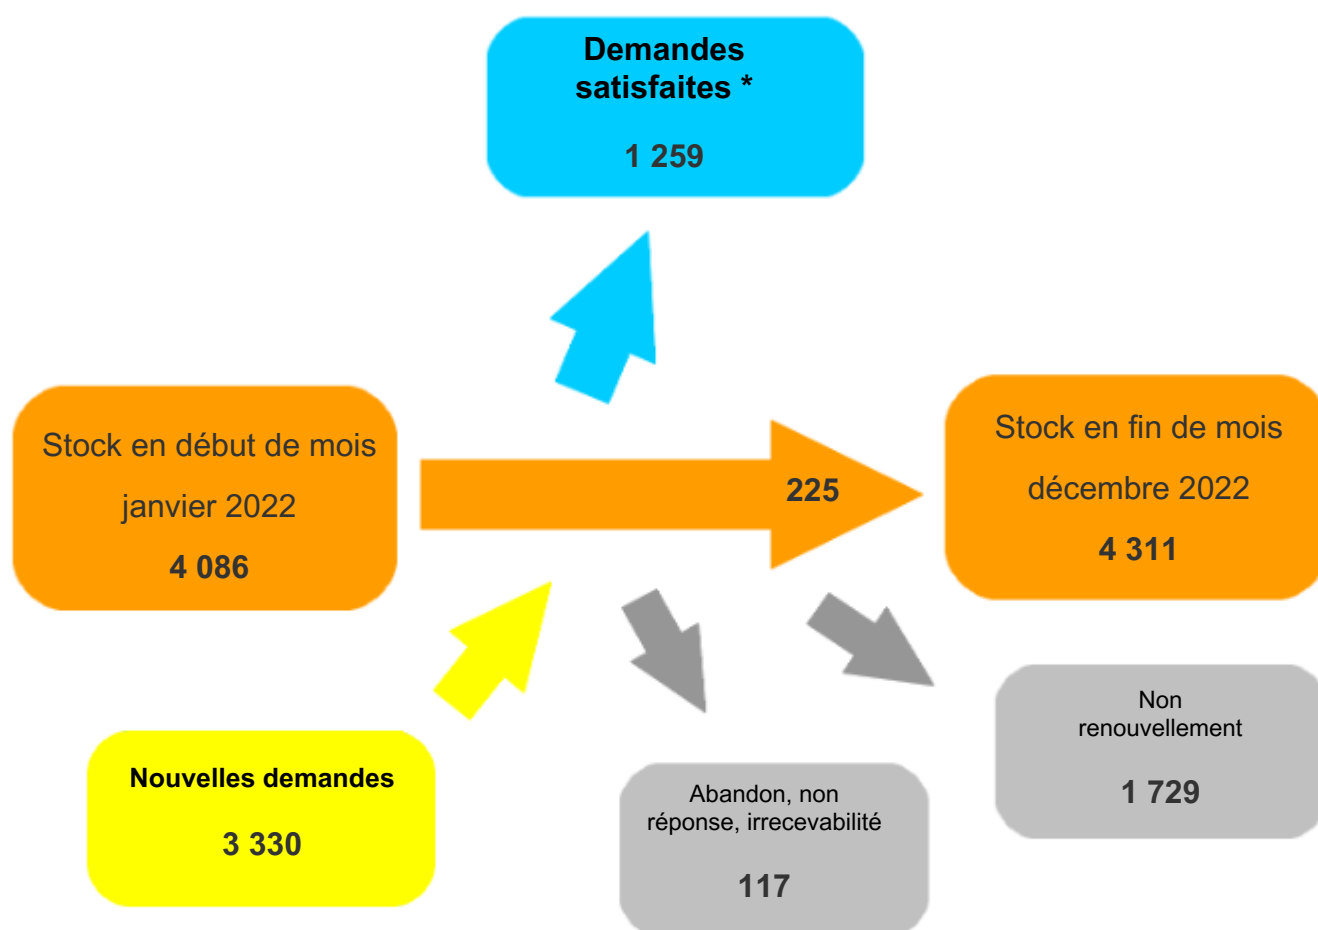 Demandes
satisfaites *
1 259
Stock en début de mois
janvier 2022
4 086
225
Stock en fin de mois
décembre 2022
4 311
Nouvelles demandes
3 330
Abandon, non
réponse, irrecevabilité
117
Non
renouvellement
1 729